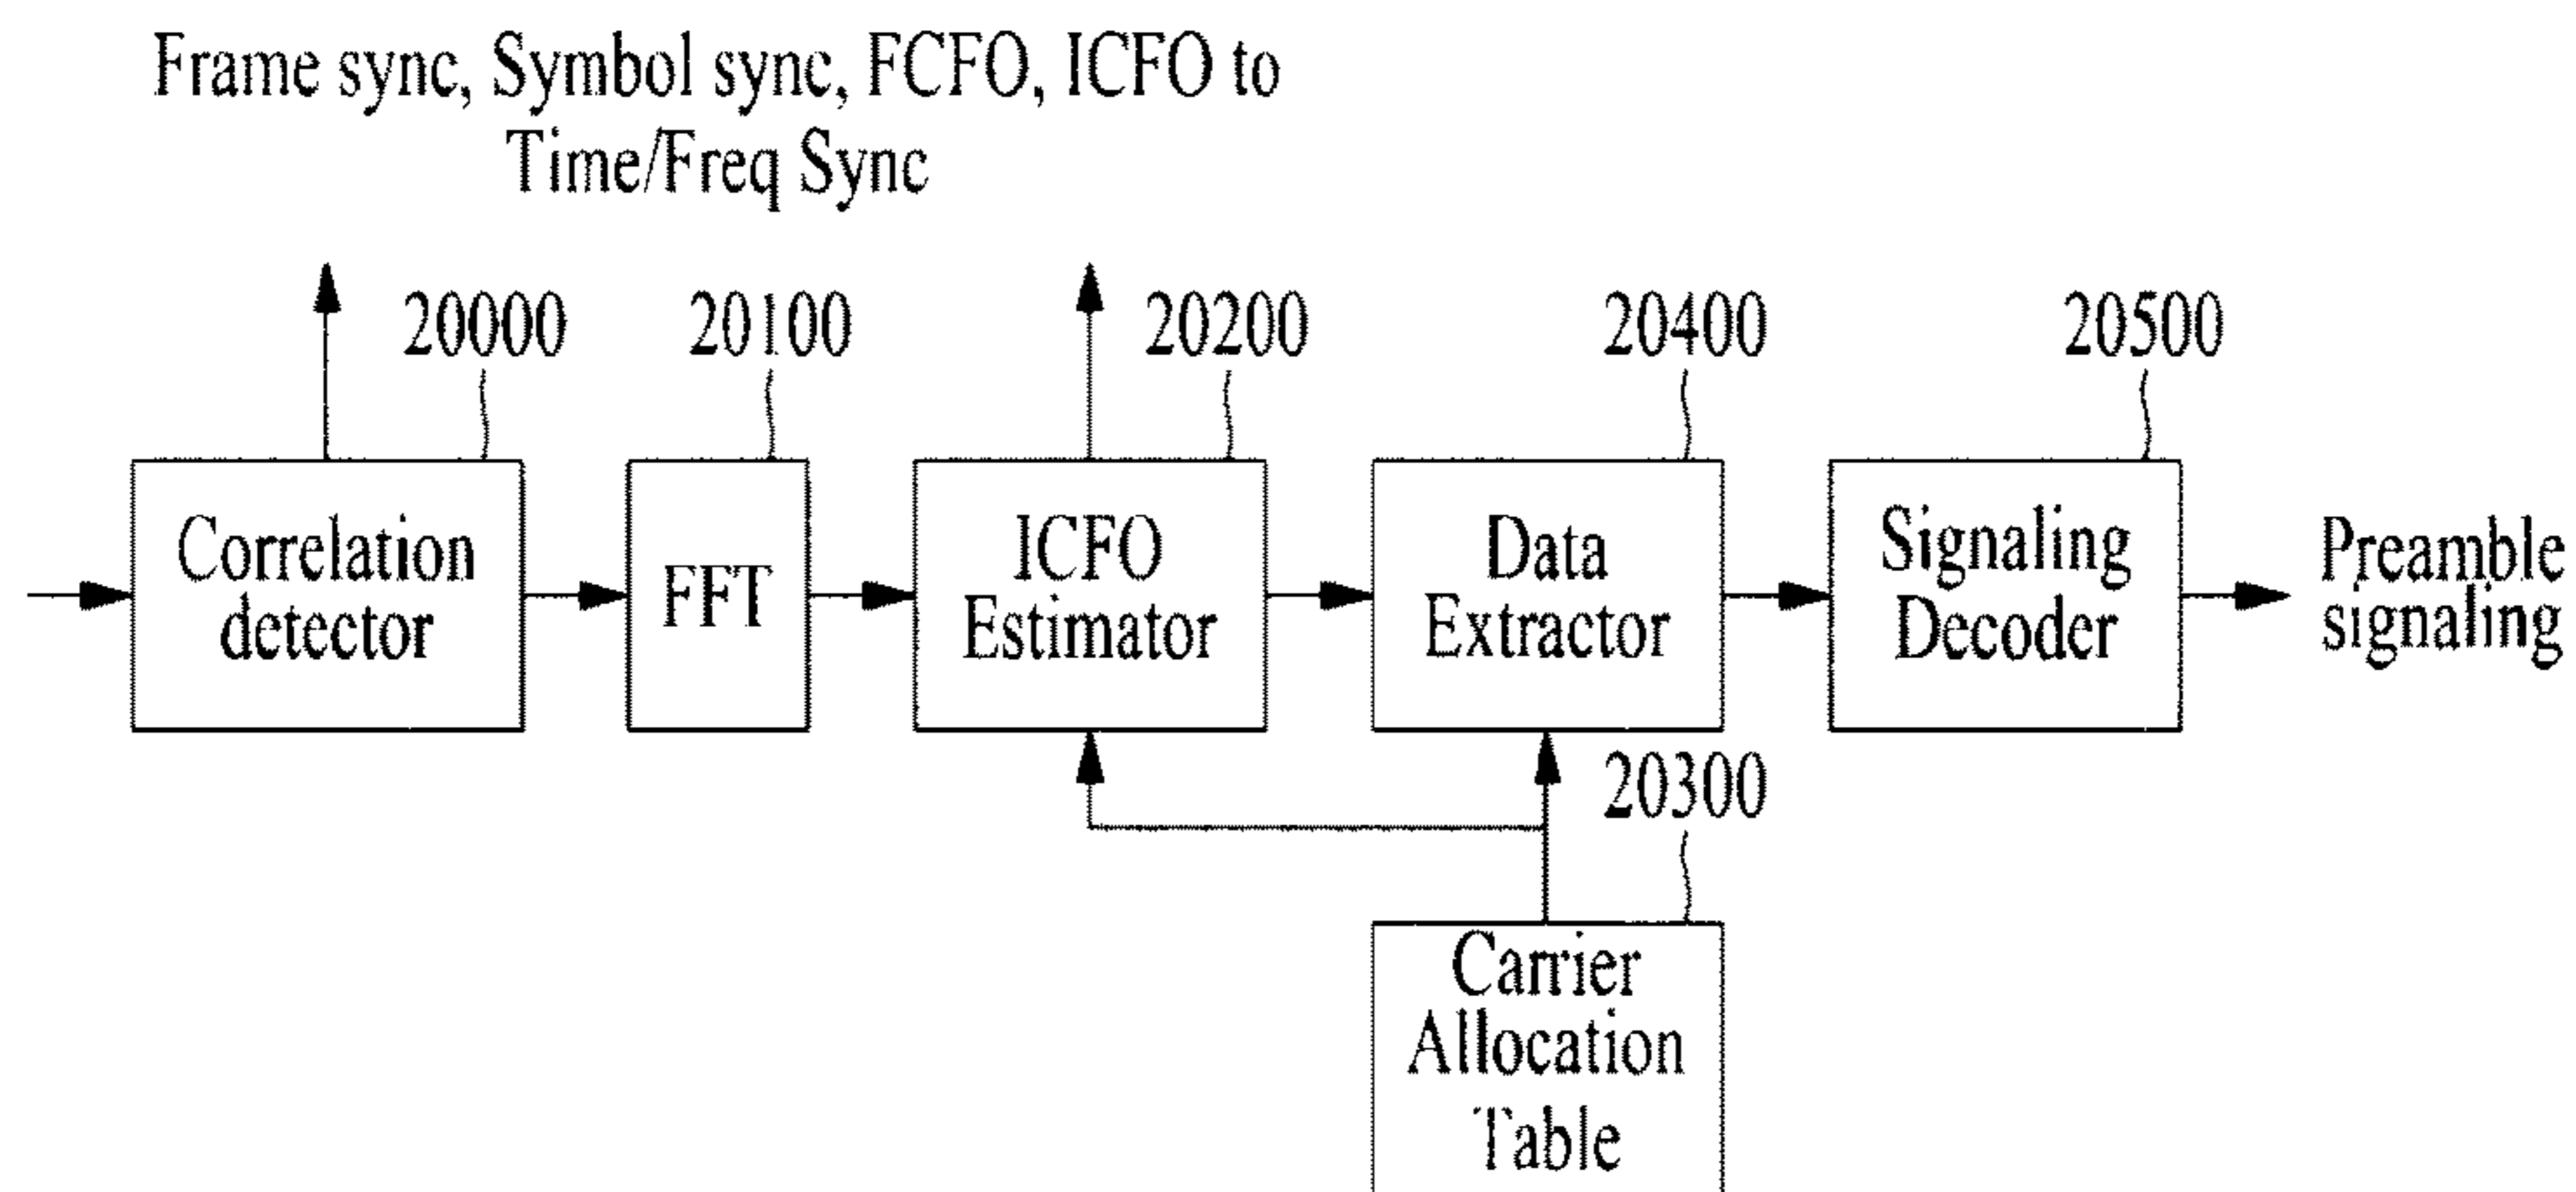 Frame sync, Symbol sync, FCFO, ICFO to
Time/Freq Sync
20000
20100
20200
20400
20500
Correlation
detector
FFT
ICFO
Estimator
Data
Extractor
Signaling
Decoder
Preamble
signaling
20300
Carrier
Allocation
Table